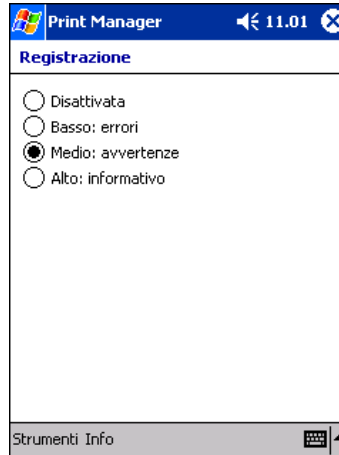 Print Manager 11.01
Registrazione
Disattivata
Basso: errori
Medio: avvertenze
Alto: informativo
Strumenti Info